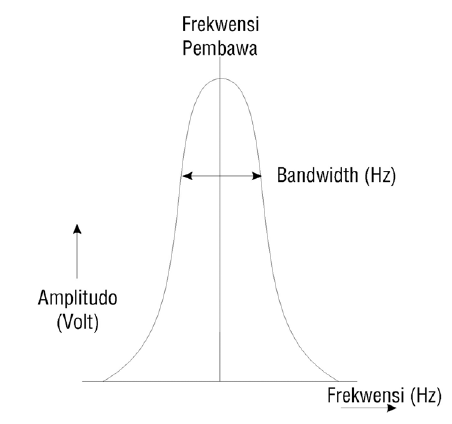 Frekwensi
Pembawa
Bandwidth (Hz)
Amplitudo
(Volt)
Frekwensi (Hz)